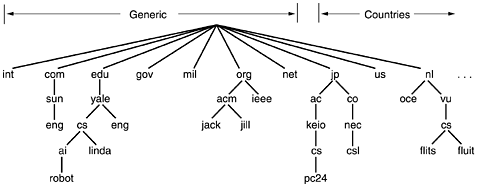 Generic Countries
int com edu gov mil org net jp us nl ...
sun yale acm ieee ac co oce vu
eng cs eng jack jill keio nec cs
ai linda cs csl flits fluit
robot pc24